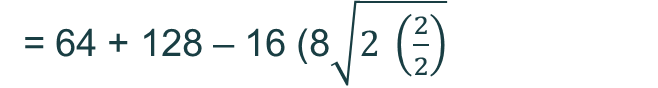 = 64 + 128 – 16 (8√2 (2/2)